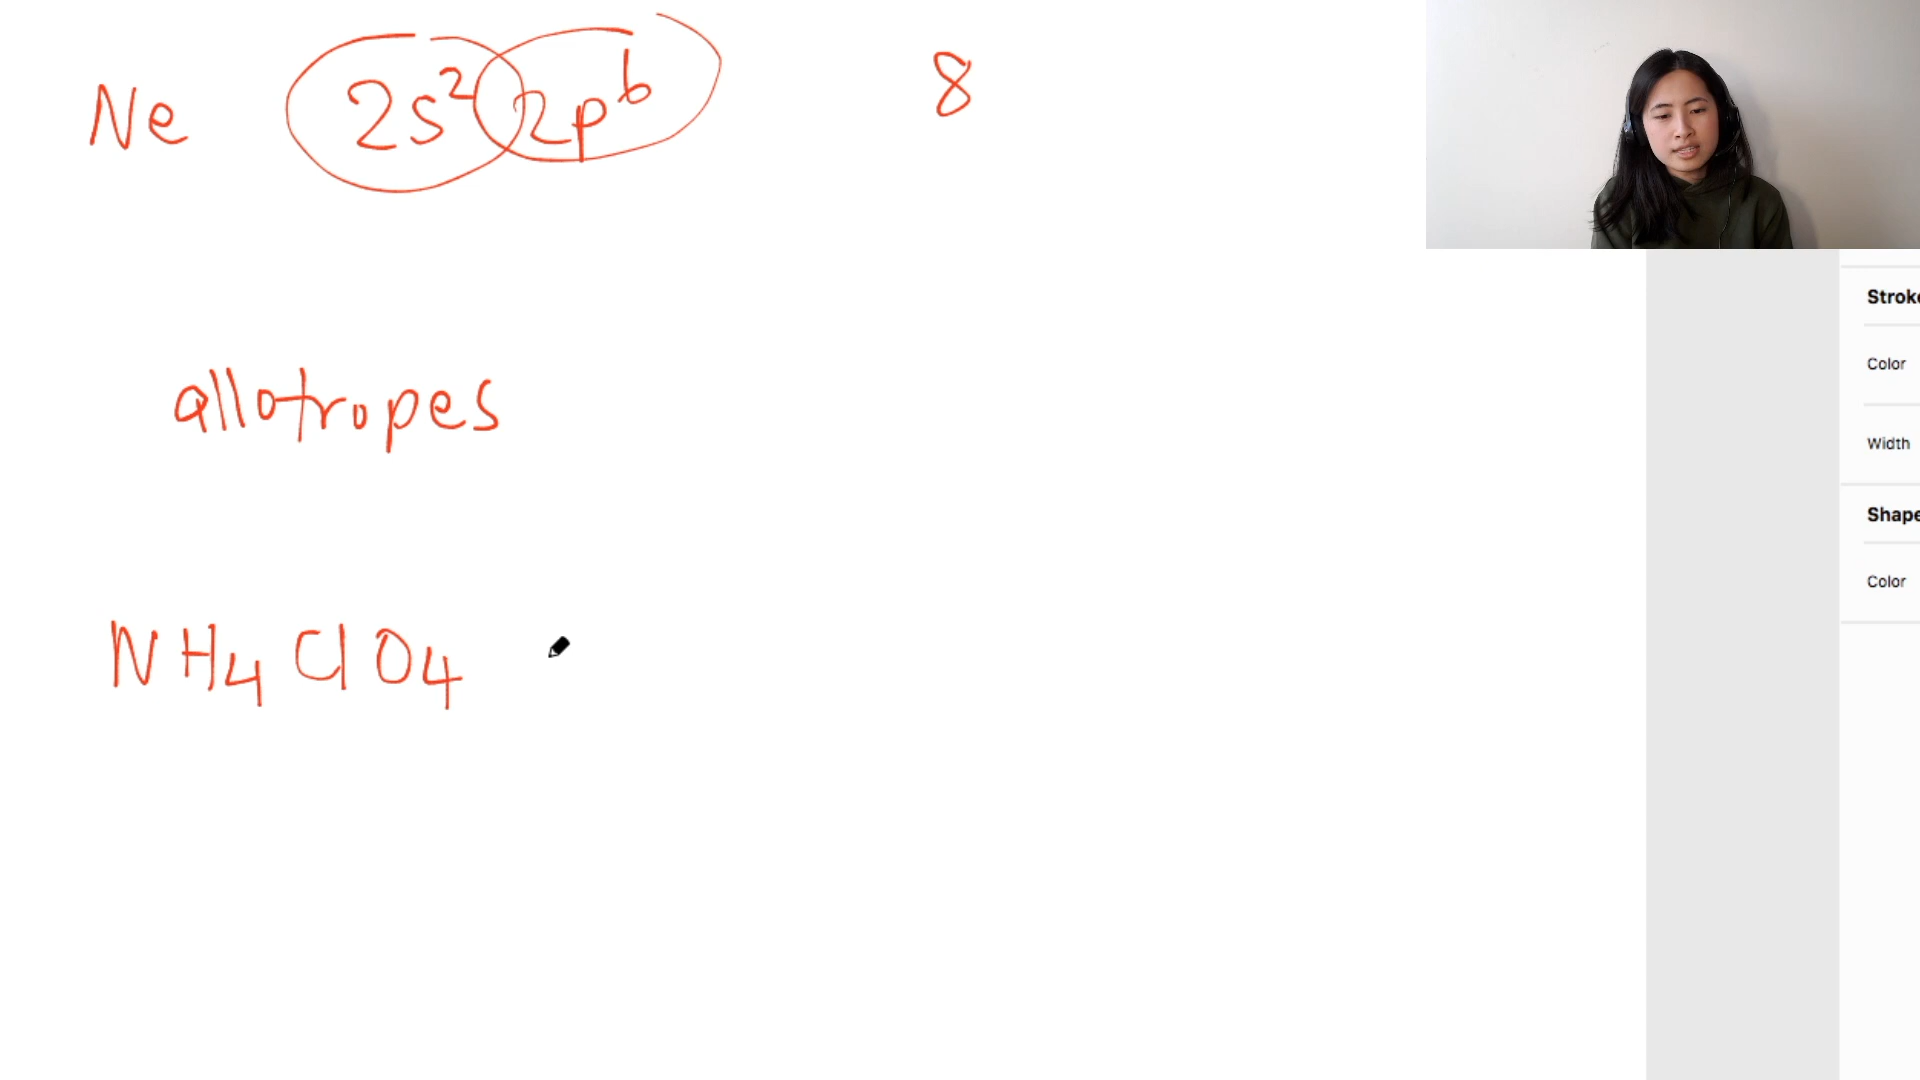 Ne 2s² 2p⁶ 8
allotropes
NH₄ClO₄
Stroke
Color
Width
Shape
Color